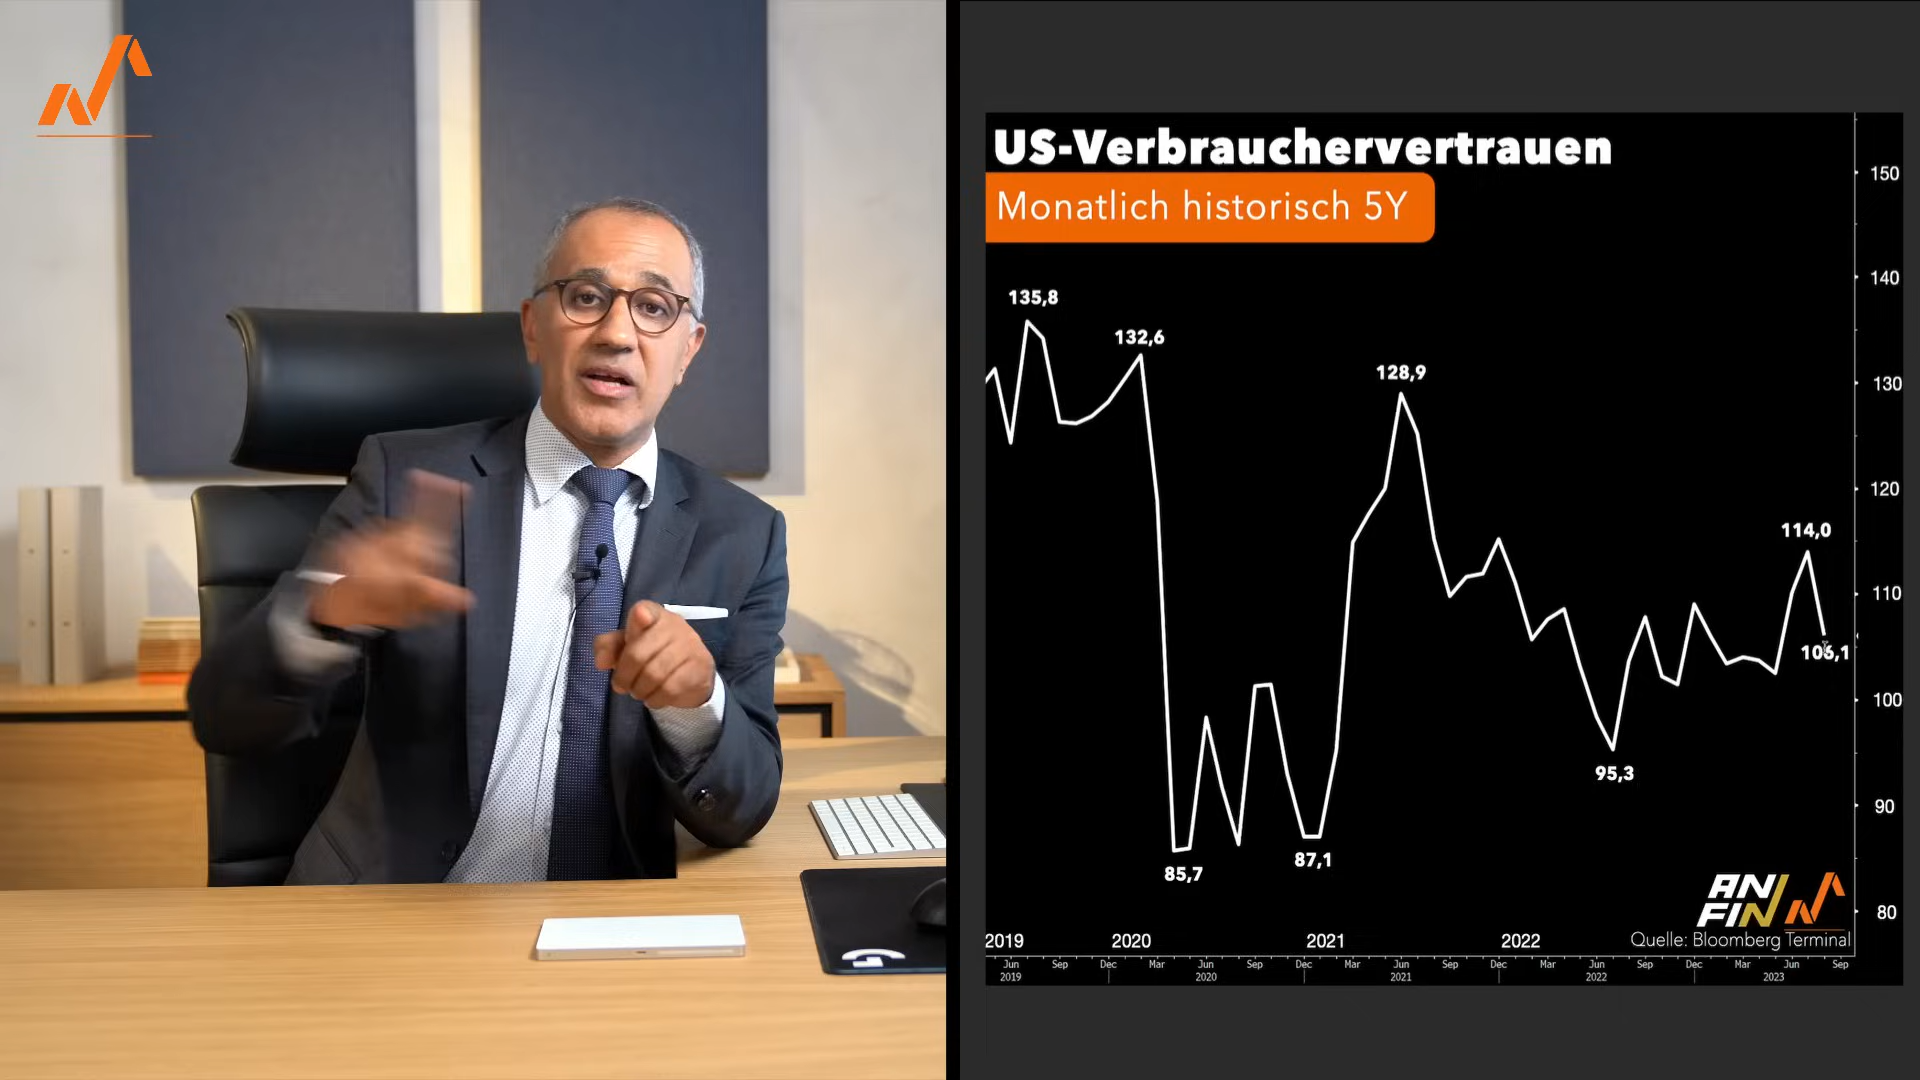 US-Verbrauchervertrauen
Monatlich historisch 5Y
150
140
130
120
110
100
90
80
135,8
132,6
128,9
114,0
106,1
95,3
87,1
85,7
AN
FIN
Quelle: Bloomberg Terminal
2019 2020 2021 2022
Jun Sep Dec Mar Jun Sep Dec Mar Jun Sep Dec Mar Jun Sep Dec Mar Jun Sep
2019 2020 2021 2022 2023